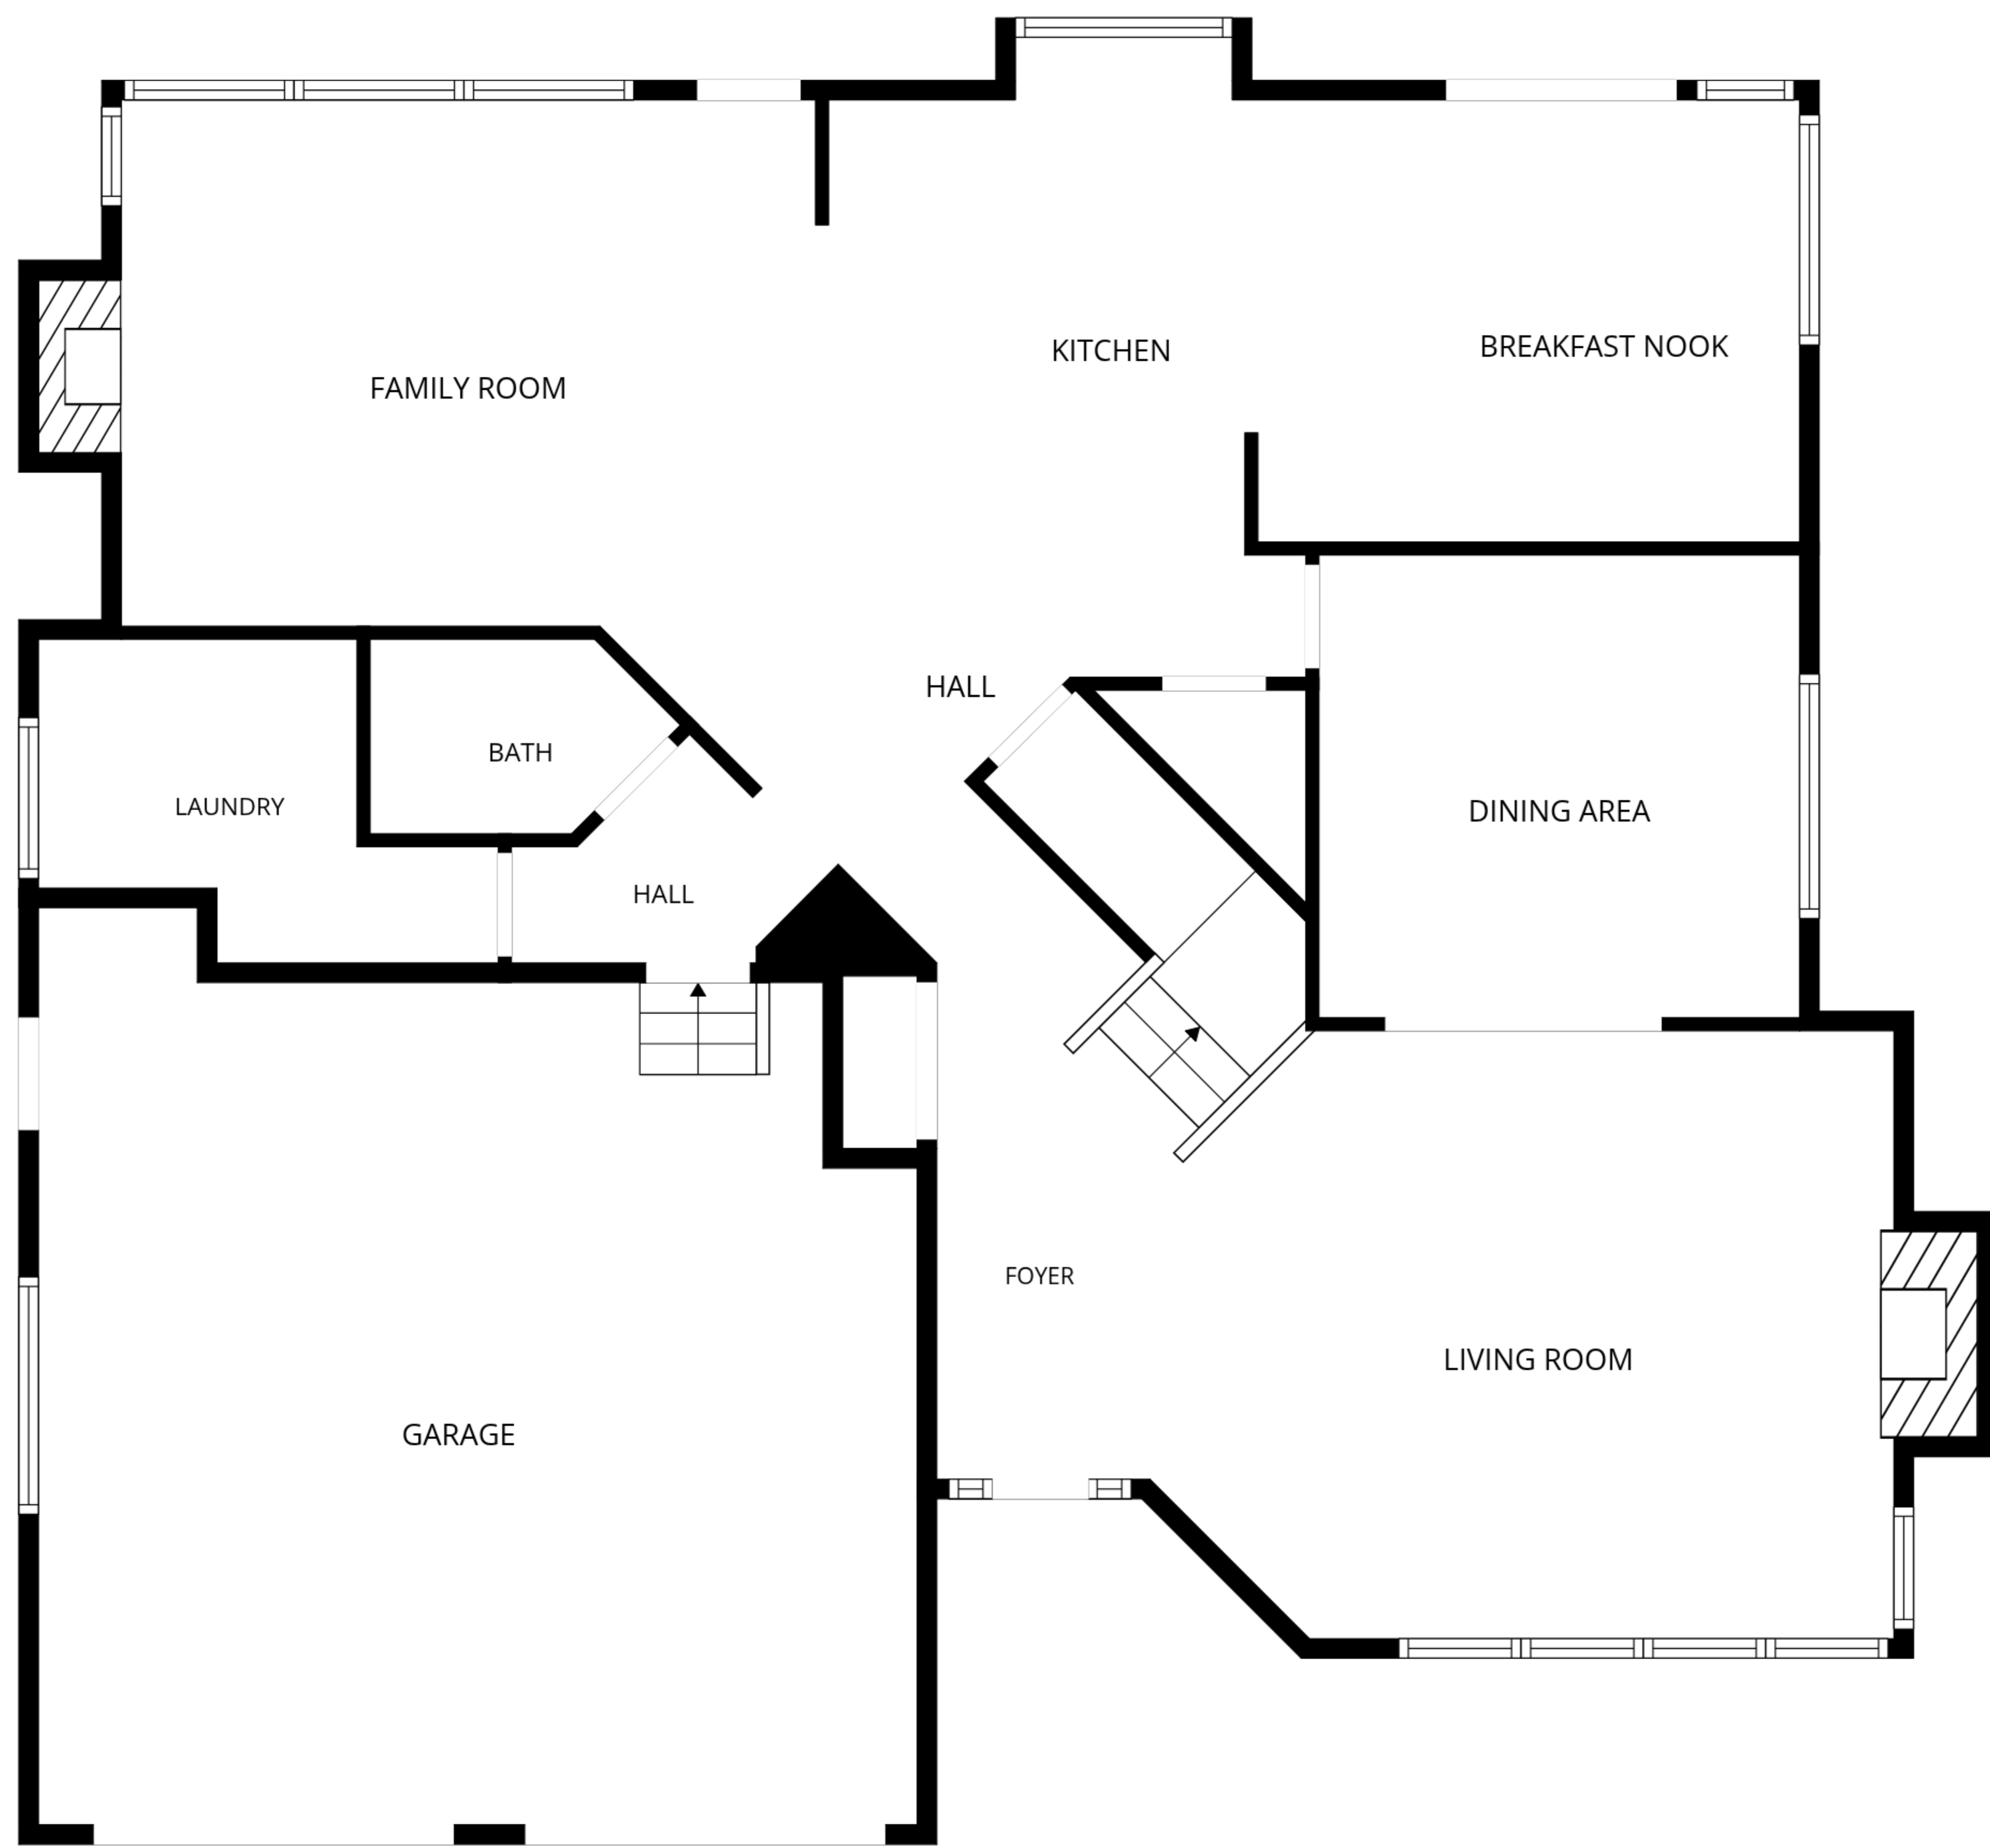 BREAKFAST NOOK
KITCHEN
FAMILY ROOM
HALL
BATH
LAUNDRY
DINING AREA
HALL
FOYER
LIVING ROOM
GARAGE